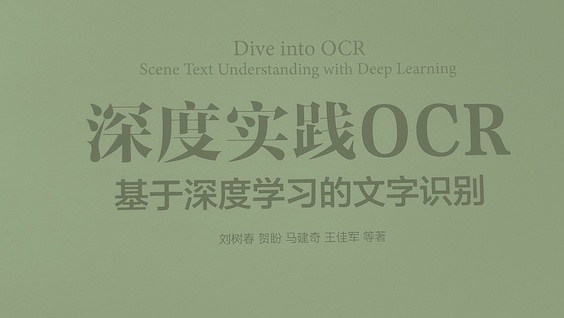 Dive into OCR
Scene Text Understanding with Deep Learning
深度实践OCR
基于深度学习的文字识别
刘树春 贺盼 马建奇 王佳军 等著